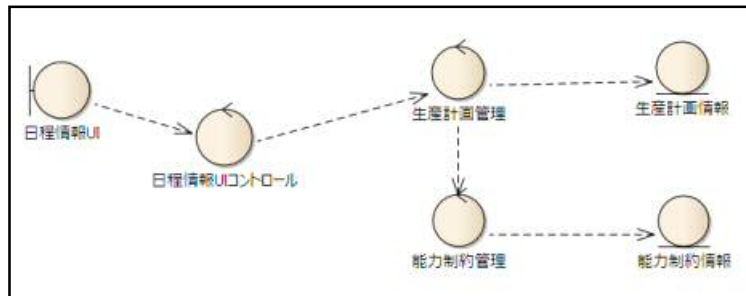 日程情報UI
日程情報UIコントロール
生産計画管理
生産計画情報
能力制約管理
能力制約情報